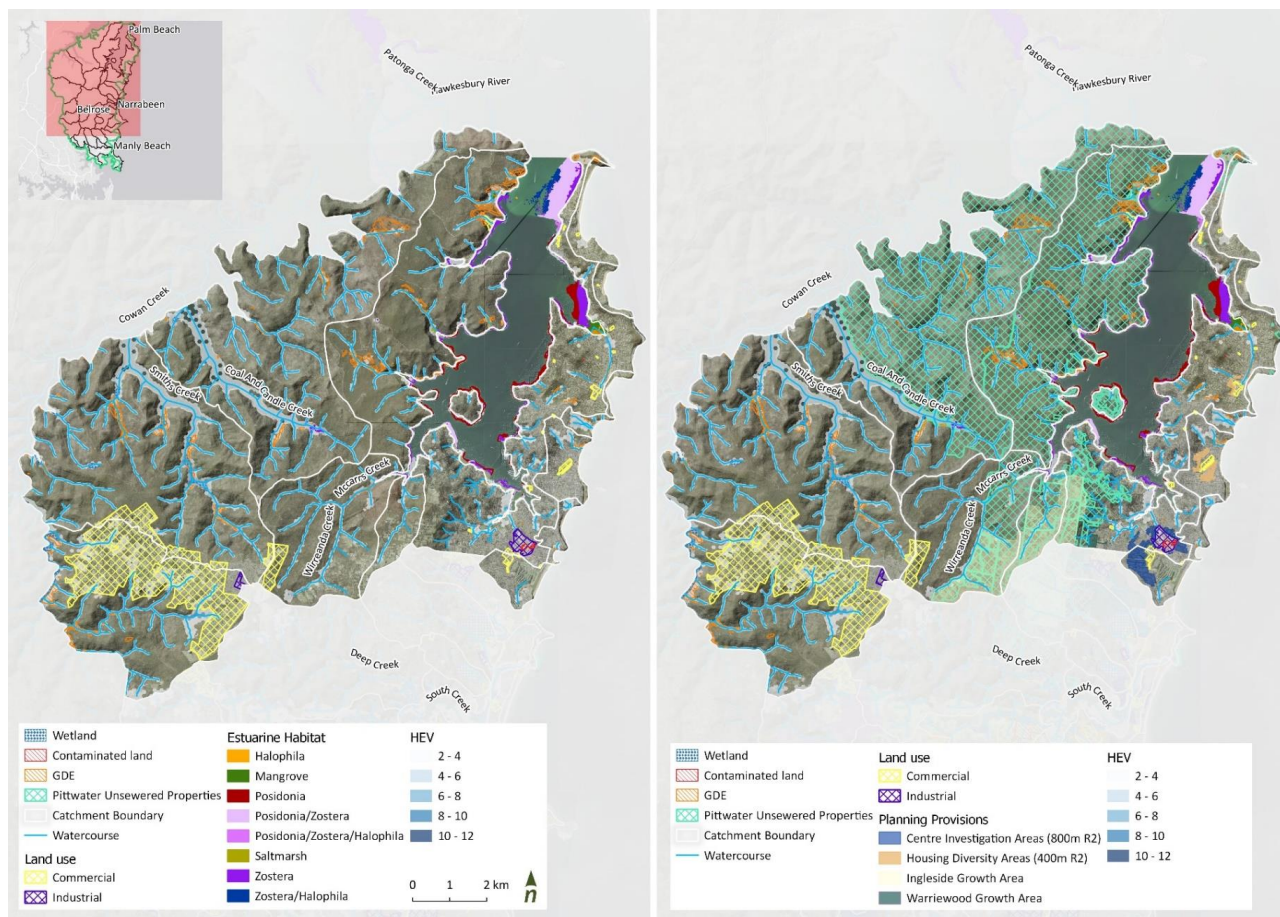 Palm Beach
Belrose
Narrabeen
Manly Beach
Patonga Creek
Hawkesbury River
Cowan Creek
Smiths Creek
Coal And Candle Creek
Mccarrs Creek
Wirreanda Creek
Deep Creek
South Creek
Wetland
Contaminated land
GDE
Pittwater Unsewered Properties
Catchment Boundary
Watercourse
Land use
Commercial
Industrial
Estuarine Habitat
Halophila
Mangrove
Posidonia
Posidonia/Zostera
Posidonia/Zostera/Halophila
Saltmarsh
Zostera
Zostera/Halophila
HEV
2 - 4
4 - 6
6 - 8
8 - 10
10 - 12
0 1 2 km
n
Patonga Creek
Hawkesbury River
Cowan Creek
Smiths Creek
Coal And Candle Creek
Mccarrs Creek
Wirreanda Creek
Deep Creek
South Creek
Wetland
Contaminated land
GDE
Pittwater Unsewered Properties
Catchment Boundary
Watercourse
Land use
Commercial
Industrial
Planning Provisions
Centre Investigation Areas (800m R2)
Housing Diversity Areas (400m R2)
Ingleside Growth Area
Warriewood Growth Area
HEV
2 - 4
4 - 6
6 - 8
8 - 10
10 - 12